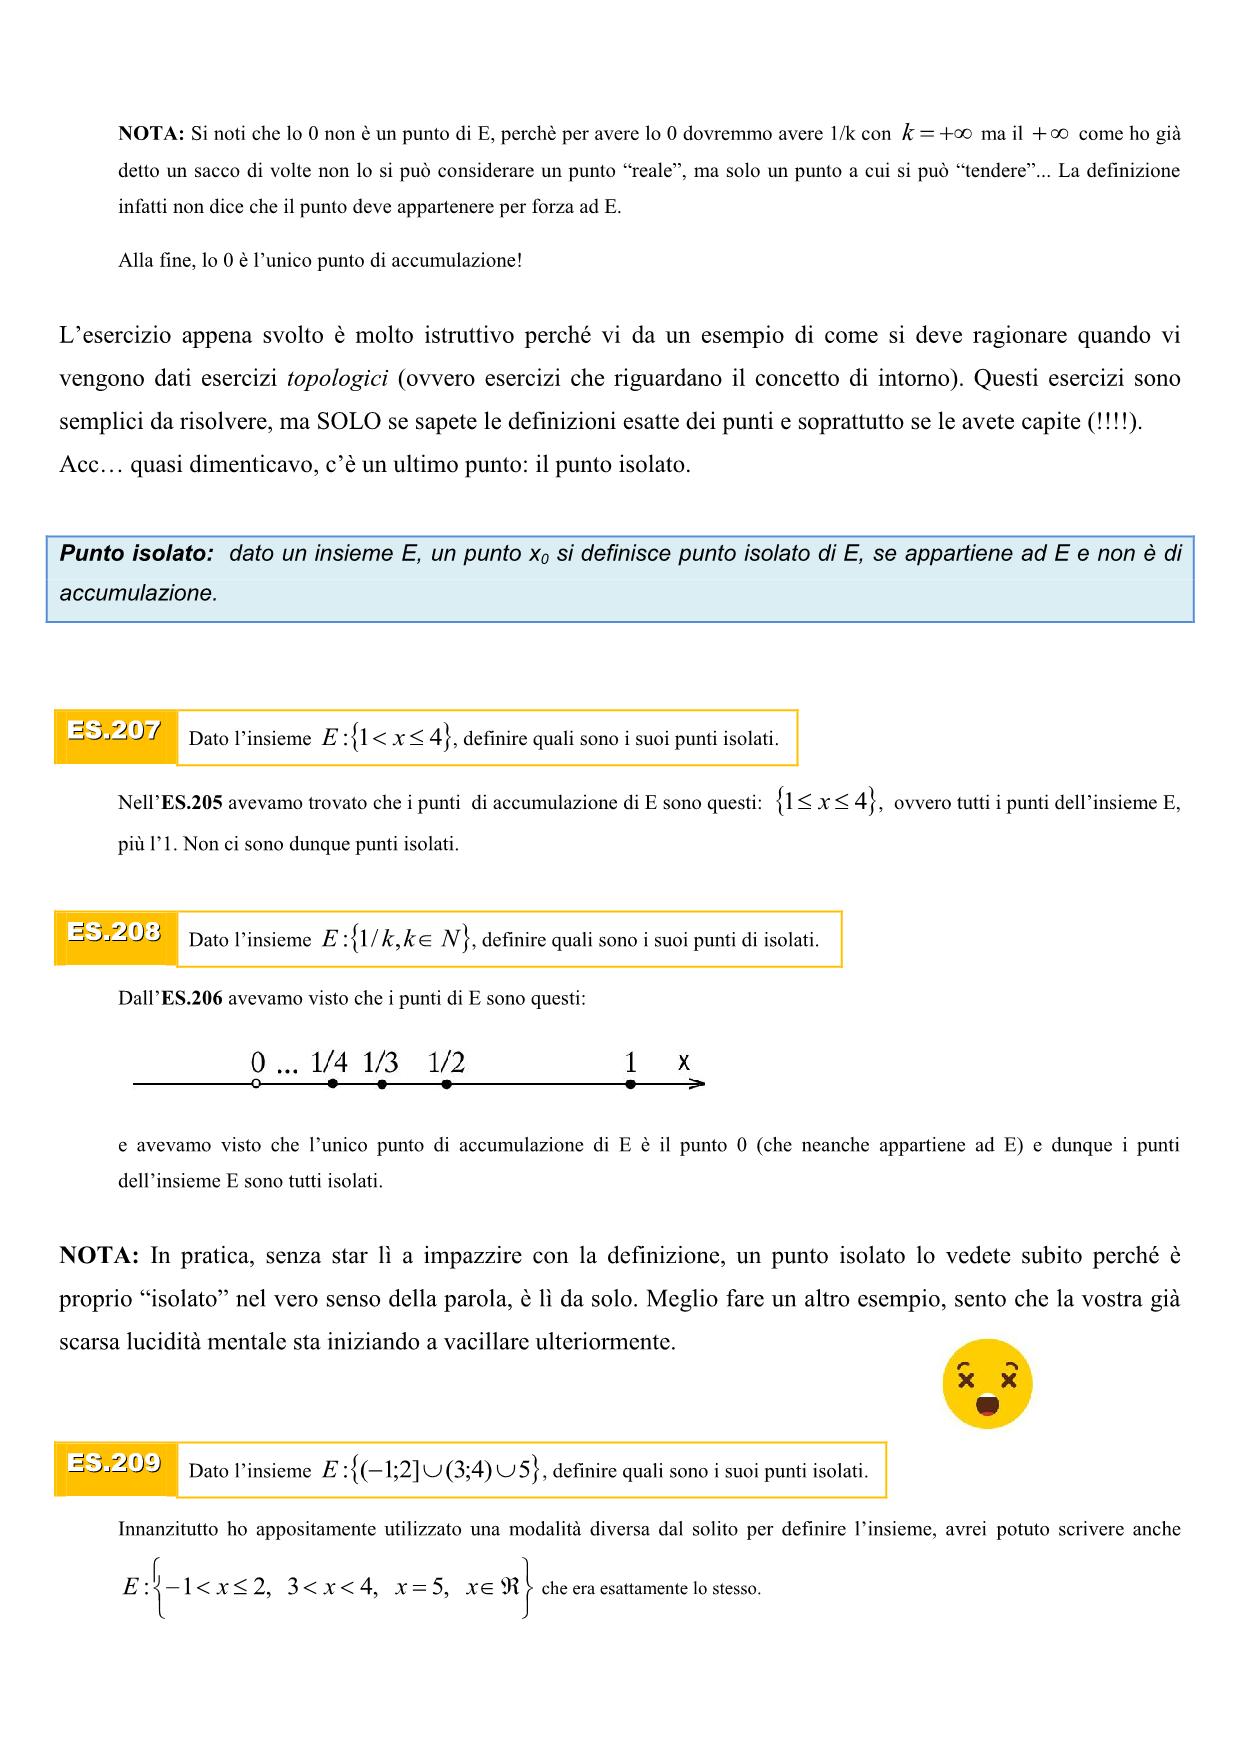 NOTA: Si noti che lo 0 non è un punto di E, perchè per avere lo 0 dovremmo avere 1/k con k = +∞ ma il +∞ come ho già
detto un sacco di volte non lo si può considerare un punto “reale”, ma solo un punto a cui si può “tendere”... La definizione
infatti non dice che il punto deve appartenere per forza ad E.
Alla fine, lo 0 è l’unico punto di accumulazione!
L’esercizio appena svolto è molto istruttivo perché vi da un esempio di come si deve ragionare quando vi
vengono dati esercizi topologici (ovvero esercizi che riguardano il concetto di intorno). Questi esercizi sono
semplici da risolvere, ma SOLO se sapete le definizioni esatte dei punti e soprattutto se le avete capite (!!!!).
Acc… quasi dimenticavo, c’è un ultimo punto: il punto isolato.
Punto isolato: dato un insieme E, un punto x₀ si definisce punto isolato di E, se appartiene ad E e non è di
accumulazione.
ES.207 Dato l’insieme E:{1 < x ≤ 4}, definire quali sono i suoi punti isolati.
Nell’ES.205 avevamo trovato che i punti di accumulazione di E sono questi: {1 ≤ x ≤ 4}, ovvero tutti i punti dell’insieme E,
più l’1. Non ci sono dunque punti isolati.
ES.208 Dato l’insieme E:{1/k, k ∈ N}, definire quali sono i suoi punti di isolati.
Dall’ES.206 avevamo visto che i punti di E sono questi:
0 ... 1/4 1/3 1/2 1 x
e avevamo visto che l’unico punto di accumulazione di E è il punto 0 (che neanche appartiene ad E) e dunque i punti
dell’insieme E sono tutti isolati.
NOTA: In pratica, senza star lì a impazzire con la definizione, un punto isolato lo vedete subito perché è
proprio “isolato” nel vero senso della parola, è lì da solo. Meglio fare un altro esempio, sento che la vostra già
scarsa lucidità mentale sta iniziando a vacillare ulteriormente.
ES.209 Dato l’insieme E:{(−1;2] ∪ (3;4) ∪ 5}, definire quali sono i suoi punti isolati.
Innanzitutto ho appositamente utilizzato una modalità diversa dal solito per definire l’insieme, avrei potuto scrivere anche
E:{−1 < x ≤ 2, 3 < x < 4, x = 5, x ∈ ℜ} che era esattamente lo stesso.